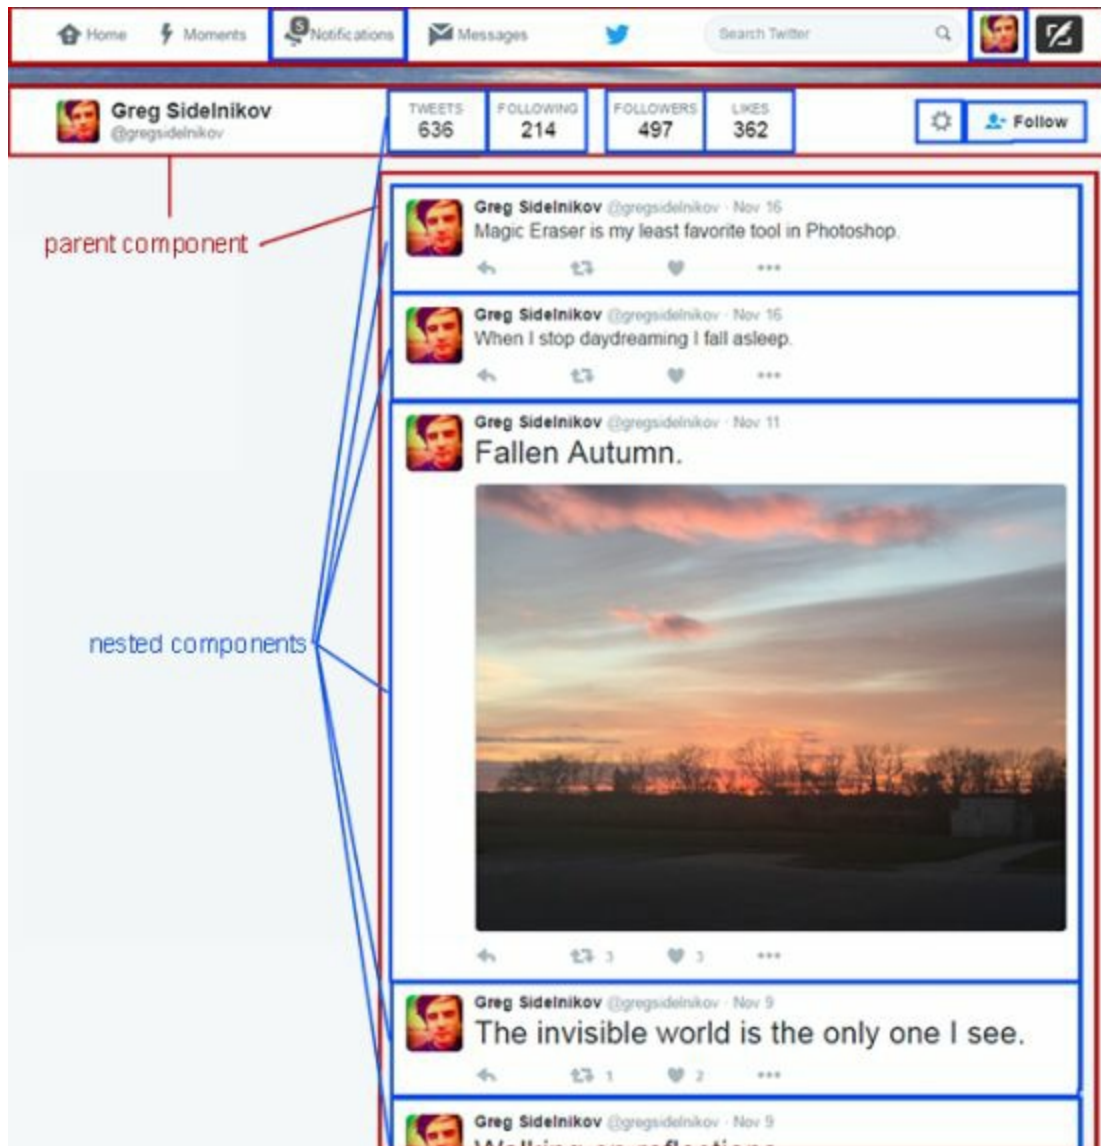 Home Moments S Notifications Messages Search Twitter
Greg Sidelnikov
@gregsidelnikov
TWEETS FOLLOWING FOLLOWERS LIKES
636 214 497 362
Follow
parent component
Greg Sidelnikov @gregsidelnikov · Nov 16
Magic Eraser is my least favorite tool in Photoshop.
Greg Sidelnikov @gregsidelnikov · Nov 16
When I stop daydreaming I fall asleep.
Greg Sidelnikov @gregsidelnikov · Nov 11
Fallen Autumn.
nested components
3 3
Greg Sidelnikov @gregsidelnikov · Nov 9
The invisible world is the only one I see.
1 2
Greg Sidelnikov @gregsidelnikov · Nov 9
Walking on reflections